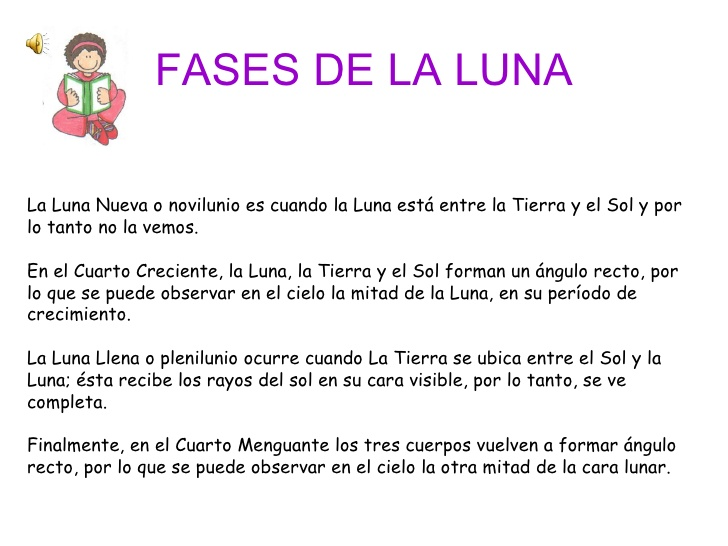 FASES DE LA LUNA
La Luna Nueva o novilunio es cuando la Luna está entre la Tierra y el Sol y por
lo tanto no la vemos.
En el Cuarto Creciente, la Luna, la Tierra y el Sol forman un ángulo recto, por
lo que se puede observar en el cielo la mitad de la Luna, en su período de
crecimiento.
La Luna Llena o plenilunio ocurre cuando La Tierra se ubica entre el Sol y la
Luna; ésta recibe los rayos del sol en su cara visible, por lo tanto, se ve
completa.
Finalmente, en el Cuarto Menguante los tres cuerpos vuelven a formar ángulo
recto, por lo que se puede observar en el cielo la otra mitad de la cara lunar.